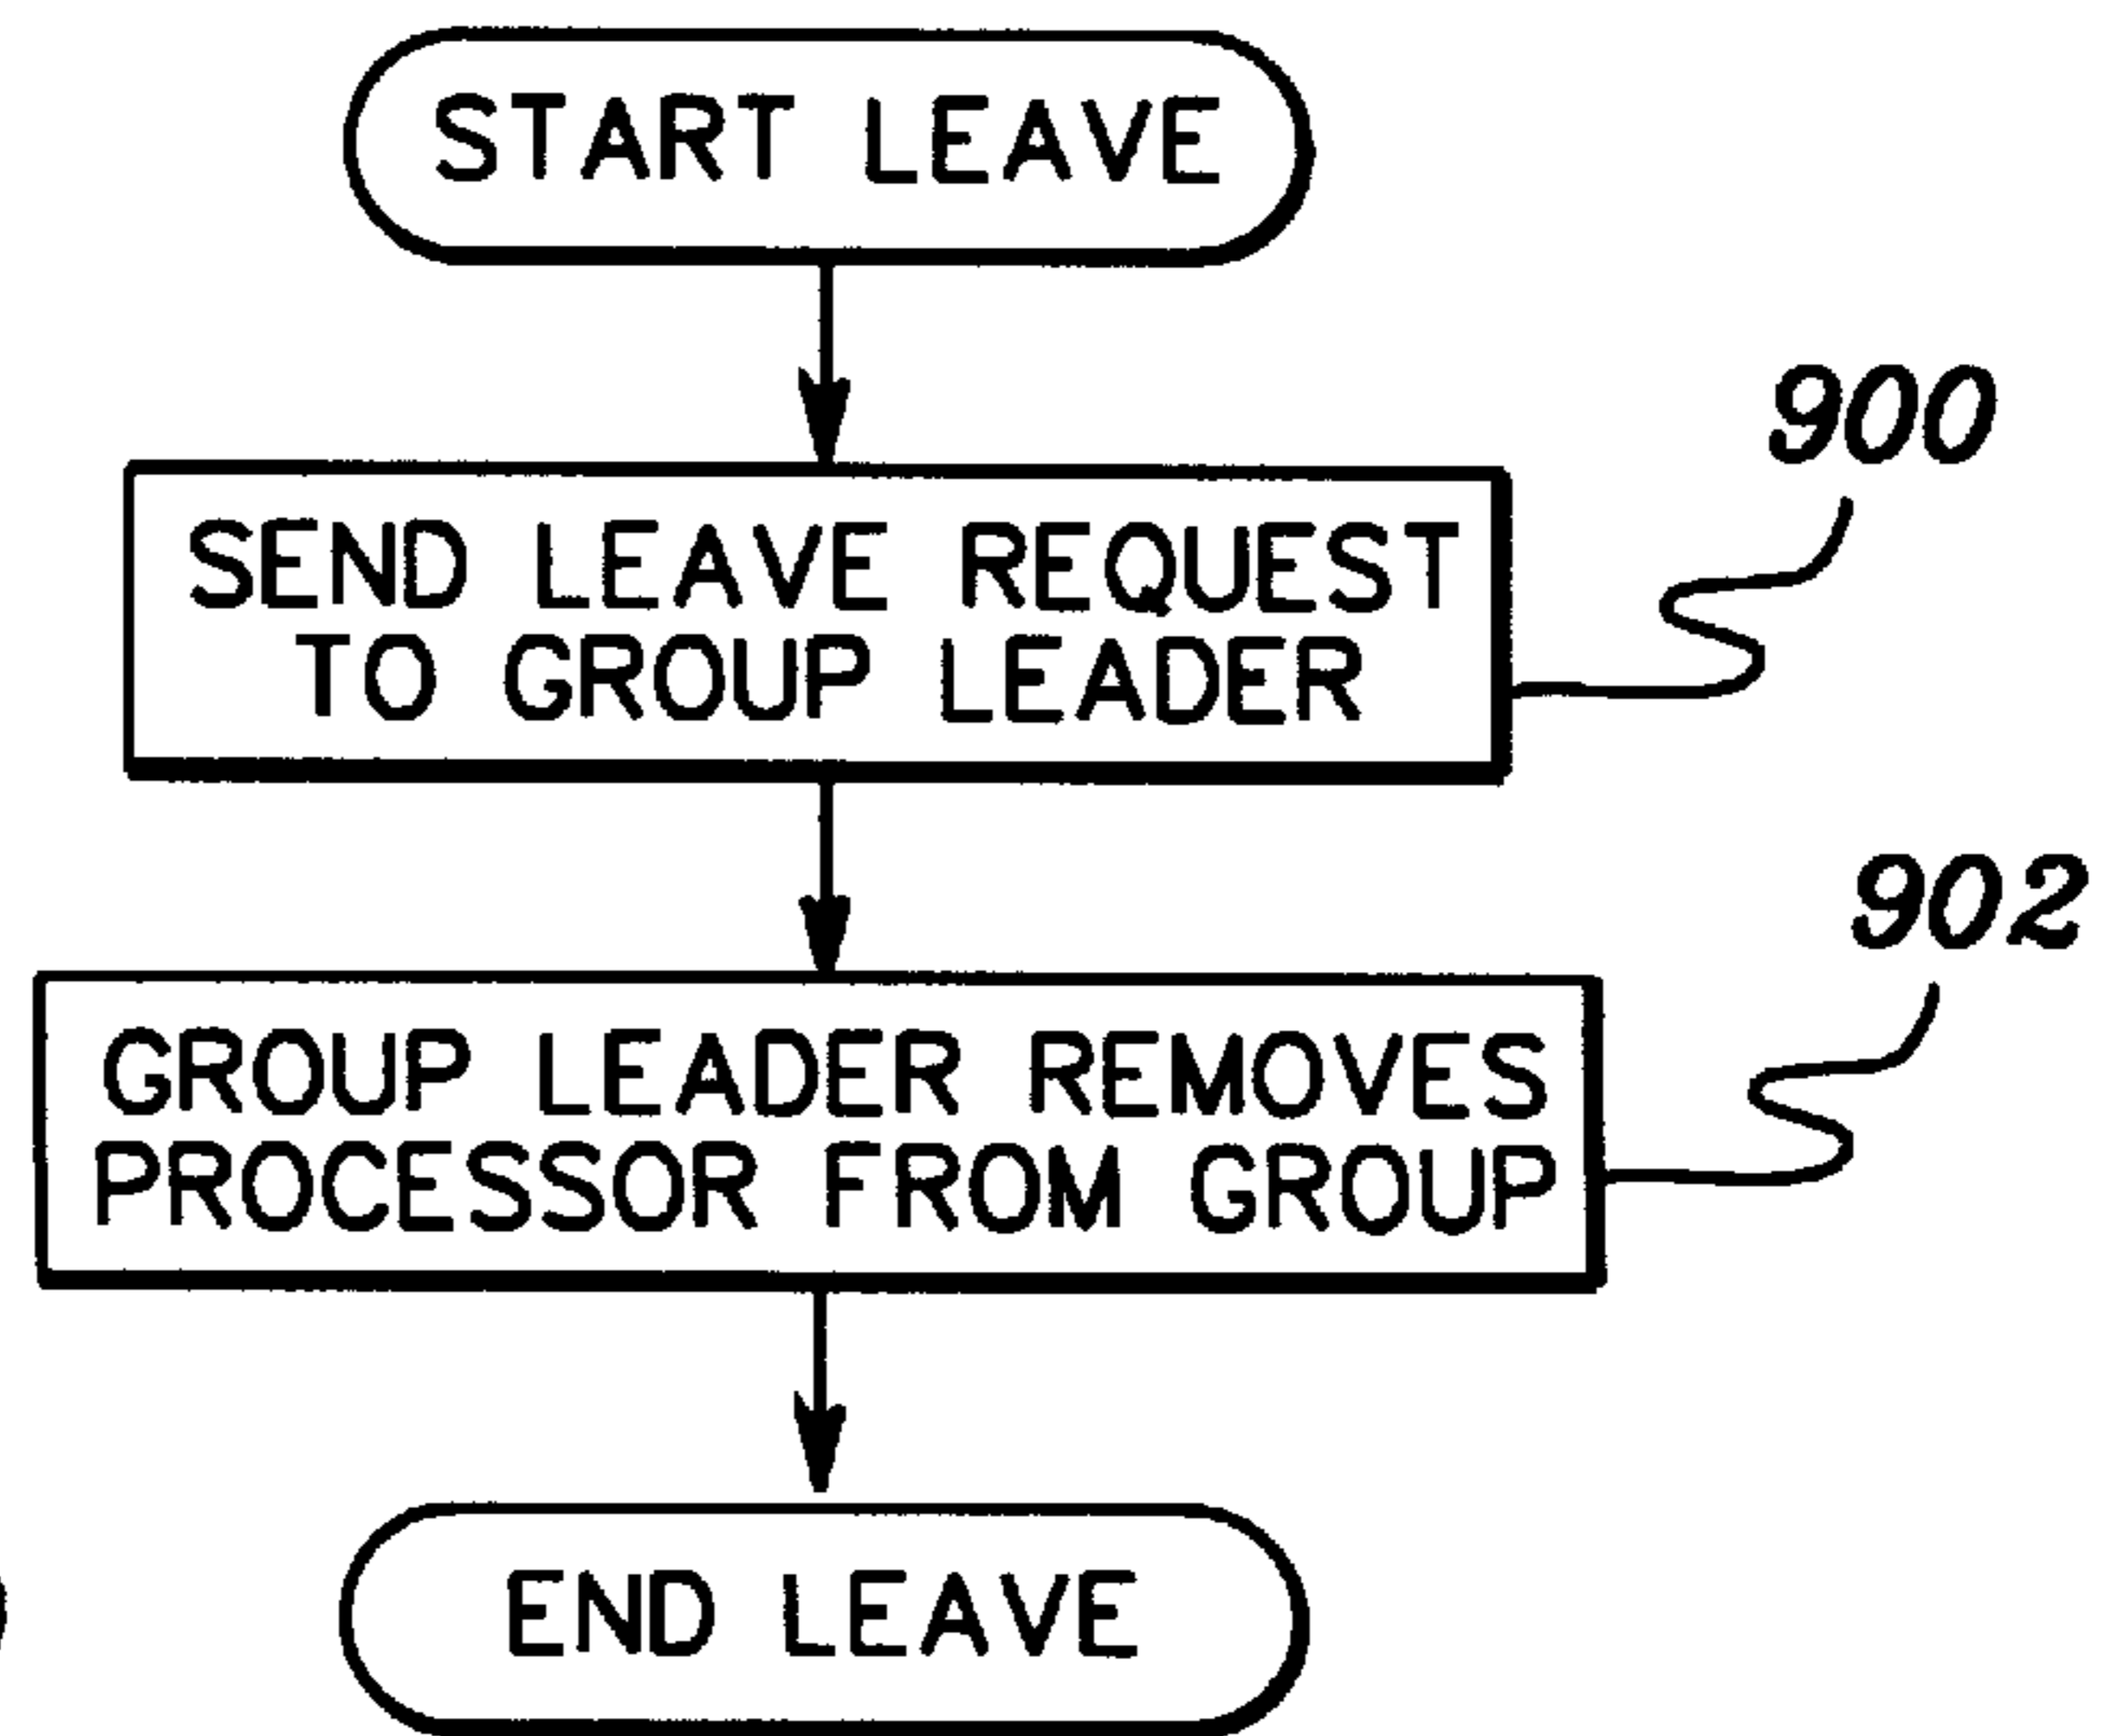 START LEAVE
900
SEND LEAVE REQUEST
TO GROUP LEADER
902
GROUP LEADER REMOVES
PROCESSOR FROM GROUP
END LEAVE